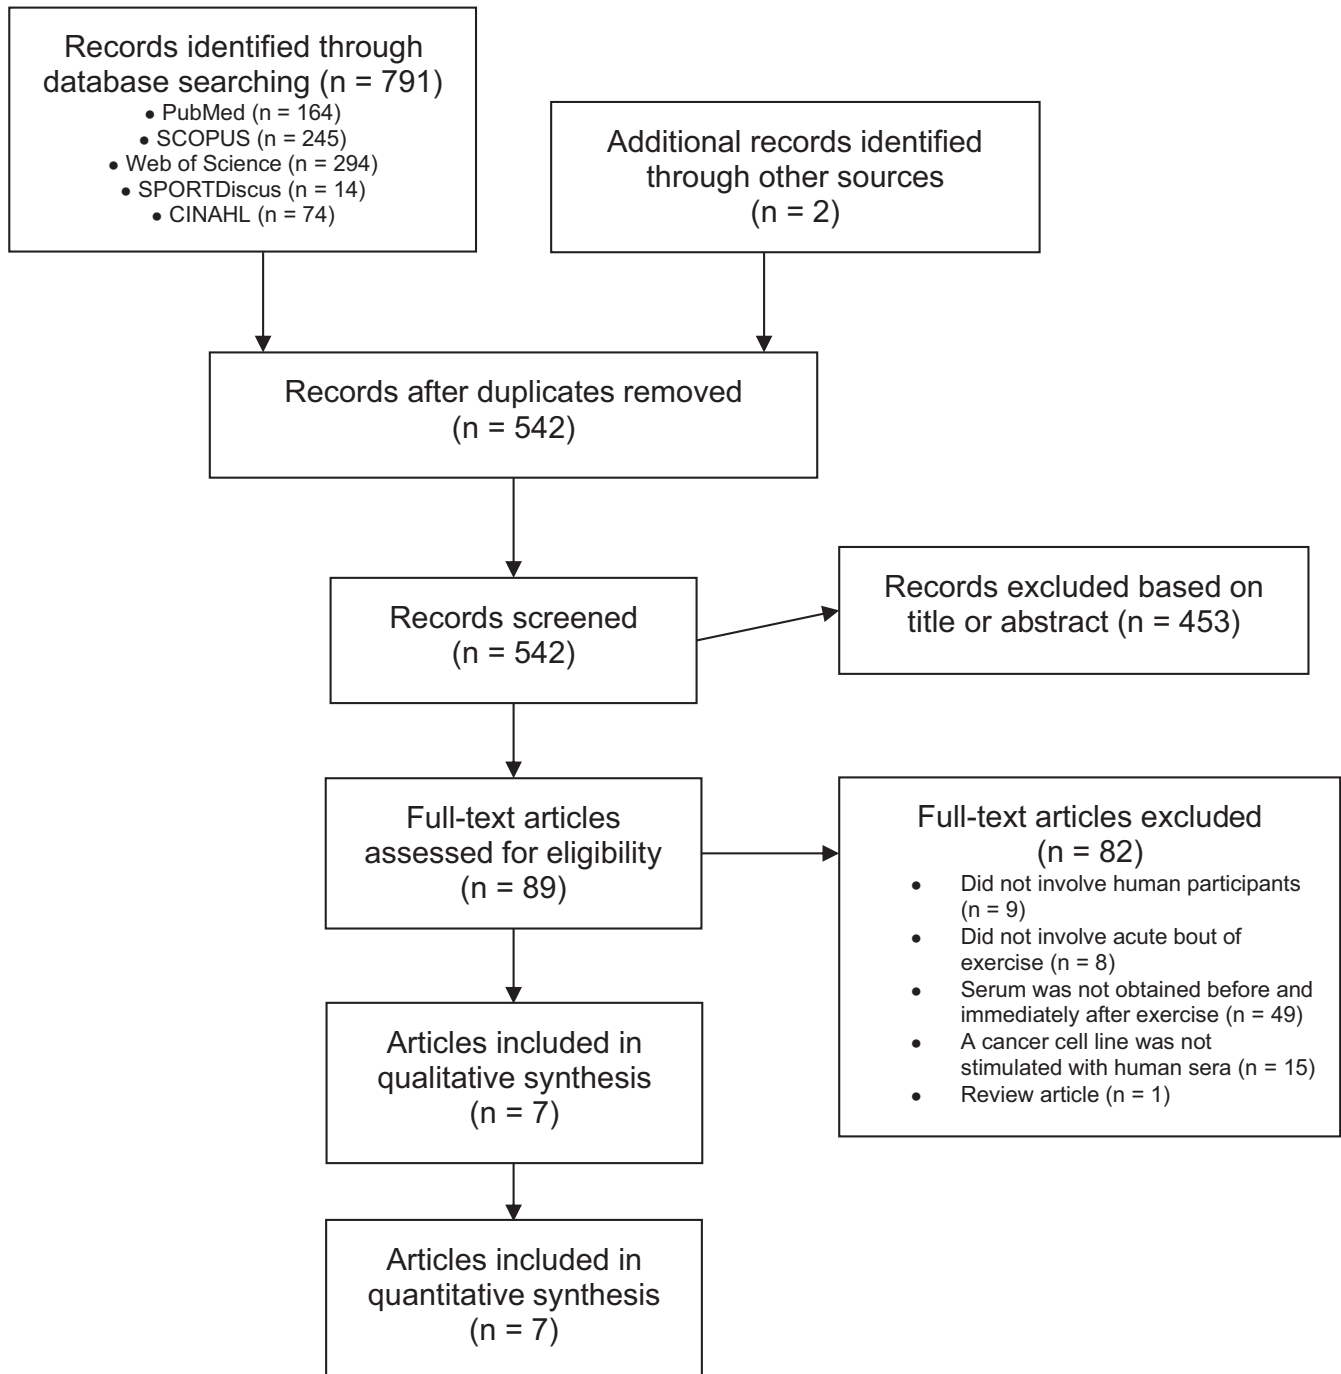 Records identified through
database searching (n = 791)
● PubMed (n = 164)
● SCOPUS (n = 245)
● Web of Science (n = 294)
● SPORTDiscus (n = 14)
● CINAHL (n = 74)
Additional records identified
through other sources
(n = 2)
Records after duplicates removed
(n = 542)
Records screened
(n = 542)
Records excluded based on
title or abstract (n = 453)
Full-text articles
assessed for eligibility
(n = 89)
Full-text articles excluded
(n = 82)
● Did not involve human participants
(n = 9)
● Did not involve acute bout of
exercise (n = 8)
● Serum was not obtained before and
immediately after exercise (n = 49)
● A cancer cell line was not
stimulated with human sera (n = 15)
● Review article (n = 1)
Articles included in
qualitative synthesis
(n = 7)
Articles included in
quantitative synthesis
(n = 7)